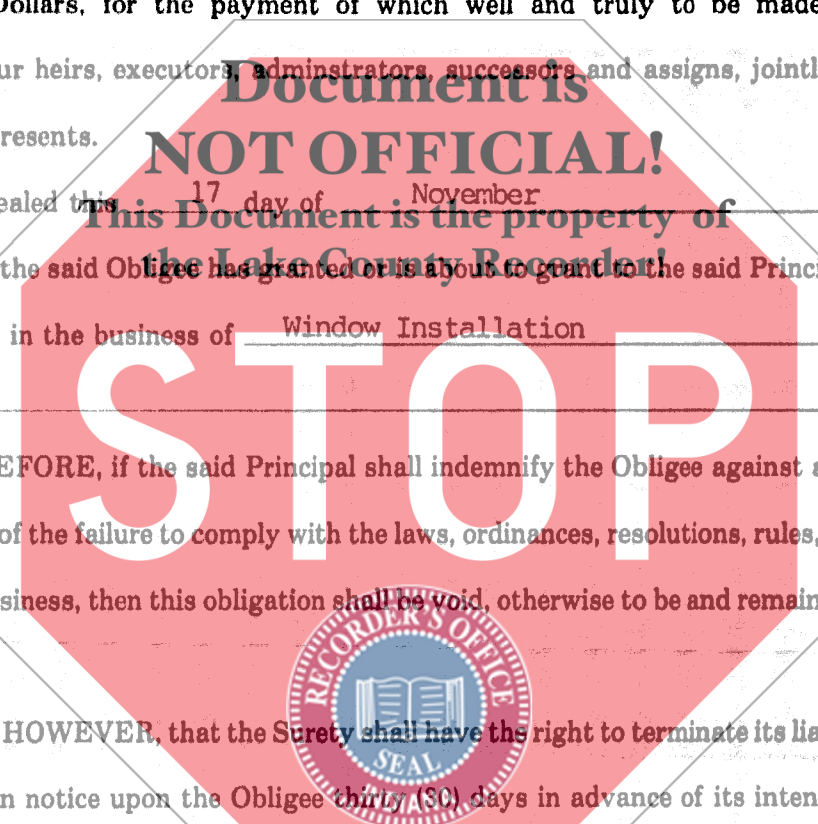 Dollars, for the payment of which well and truly to be made
ur heirs, executors, adminstrators, successors and assigns, jointl
Document is
resents.
NOT OFFICIAL!
ealed this 17 day of November
This Document is the property of
the said Obligee has granted or is about to grant to the said Princi
the Lake County Recorder!
in the business of Window Installation
STOP
EFORE, if the said Principal shall indemnify the Obligee against a
of the failure to comply with the laws, ordinances, resolutions, rules,
siness, then this obligation shall be void, otherwise to be and remain
RECORDER'S OFFICE
HOWEVER, that the Surety shall have the right to terminate its lia
SEAL
n notice upon the Obligee thirty (30) days in advance of its inten